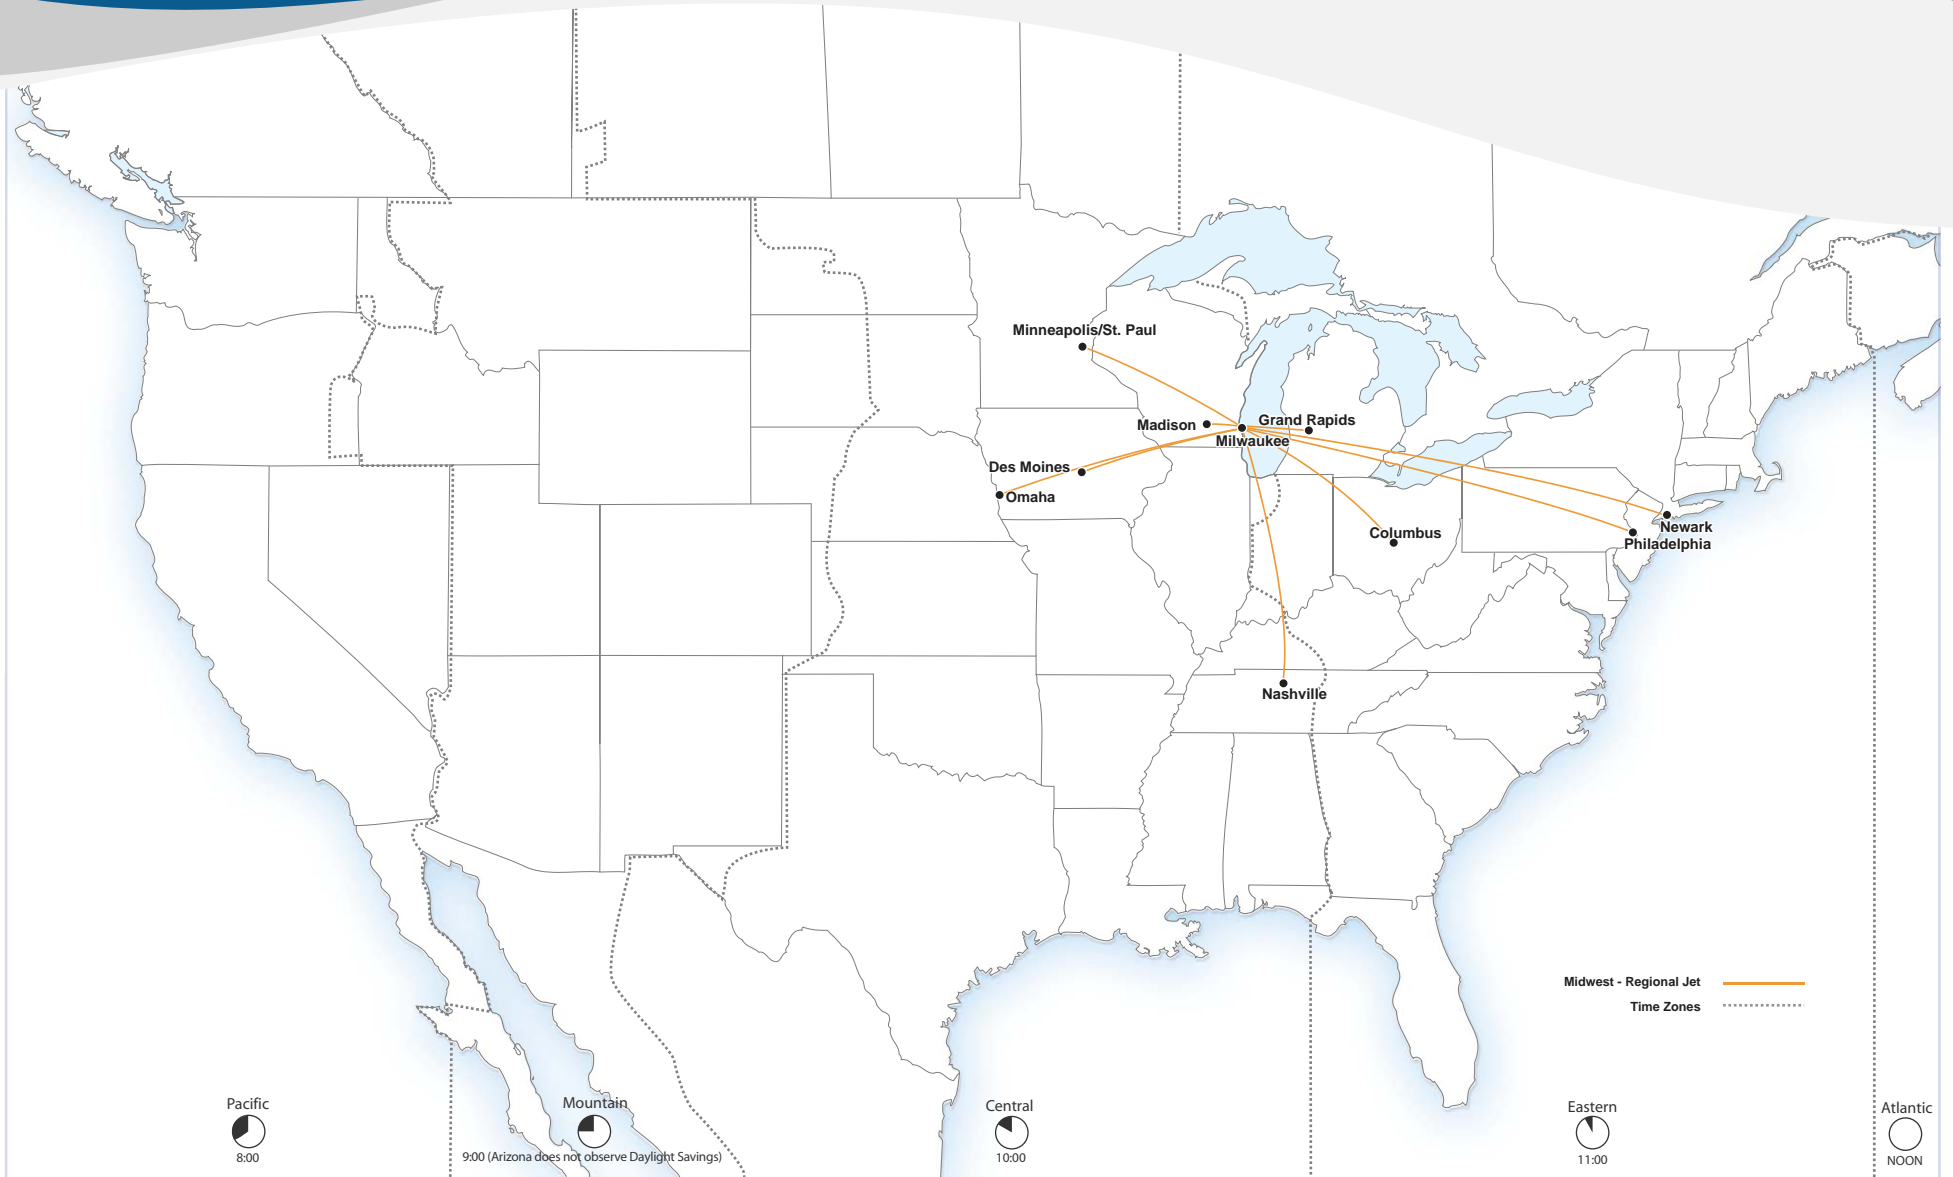 Minneapolis/St. Paul
Grand Rapids
Madison
Milwaukee
Des Moines
Omaha
Columbus
Newark
Philadelphia
Nashville
Midwest - Regional Jet
Time Zones
Pacific
8:00
Mountain
9:00 (Arizona does not observe Daylight Savings)
Central
10:00
Eastern
11:00
Atlantic
NOON